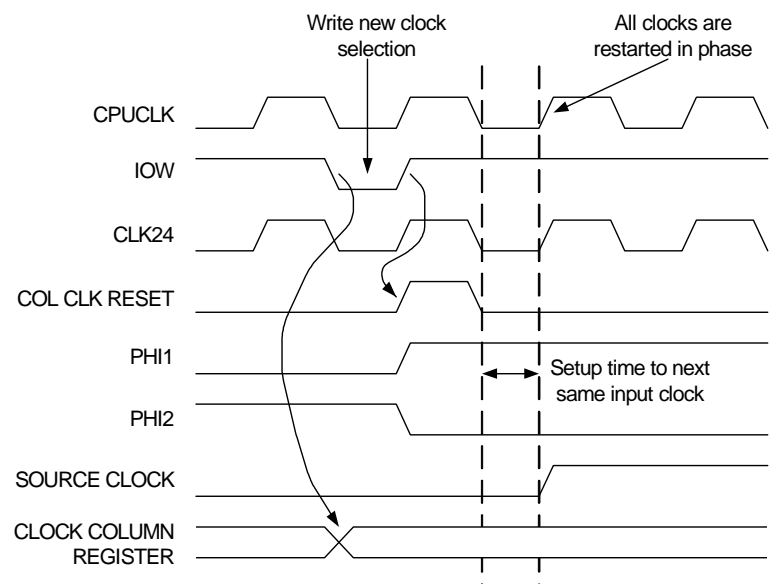 Write new clock
selection
All clocks are
restarted in phase
CPUCLK
IOW
CLK24
COL CLK RESET
PHI1
Setup time to next
same input clock
PHI2
SOURCE CLOCK
CLOCK COLUMN
REGISTER